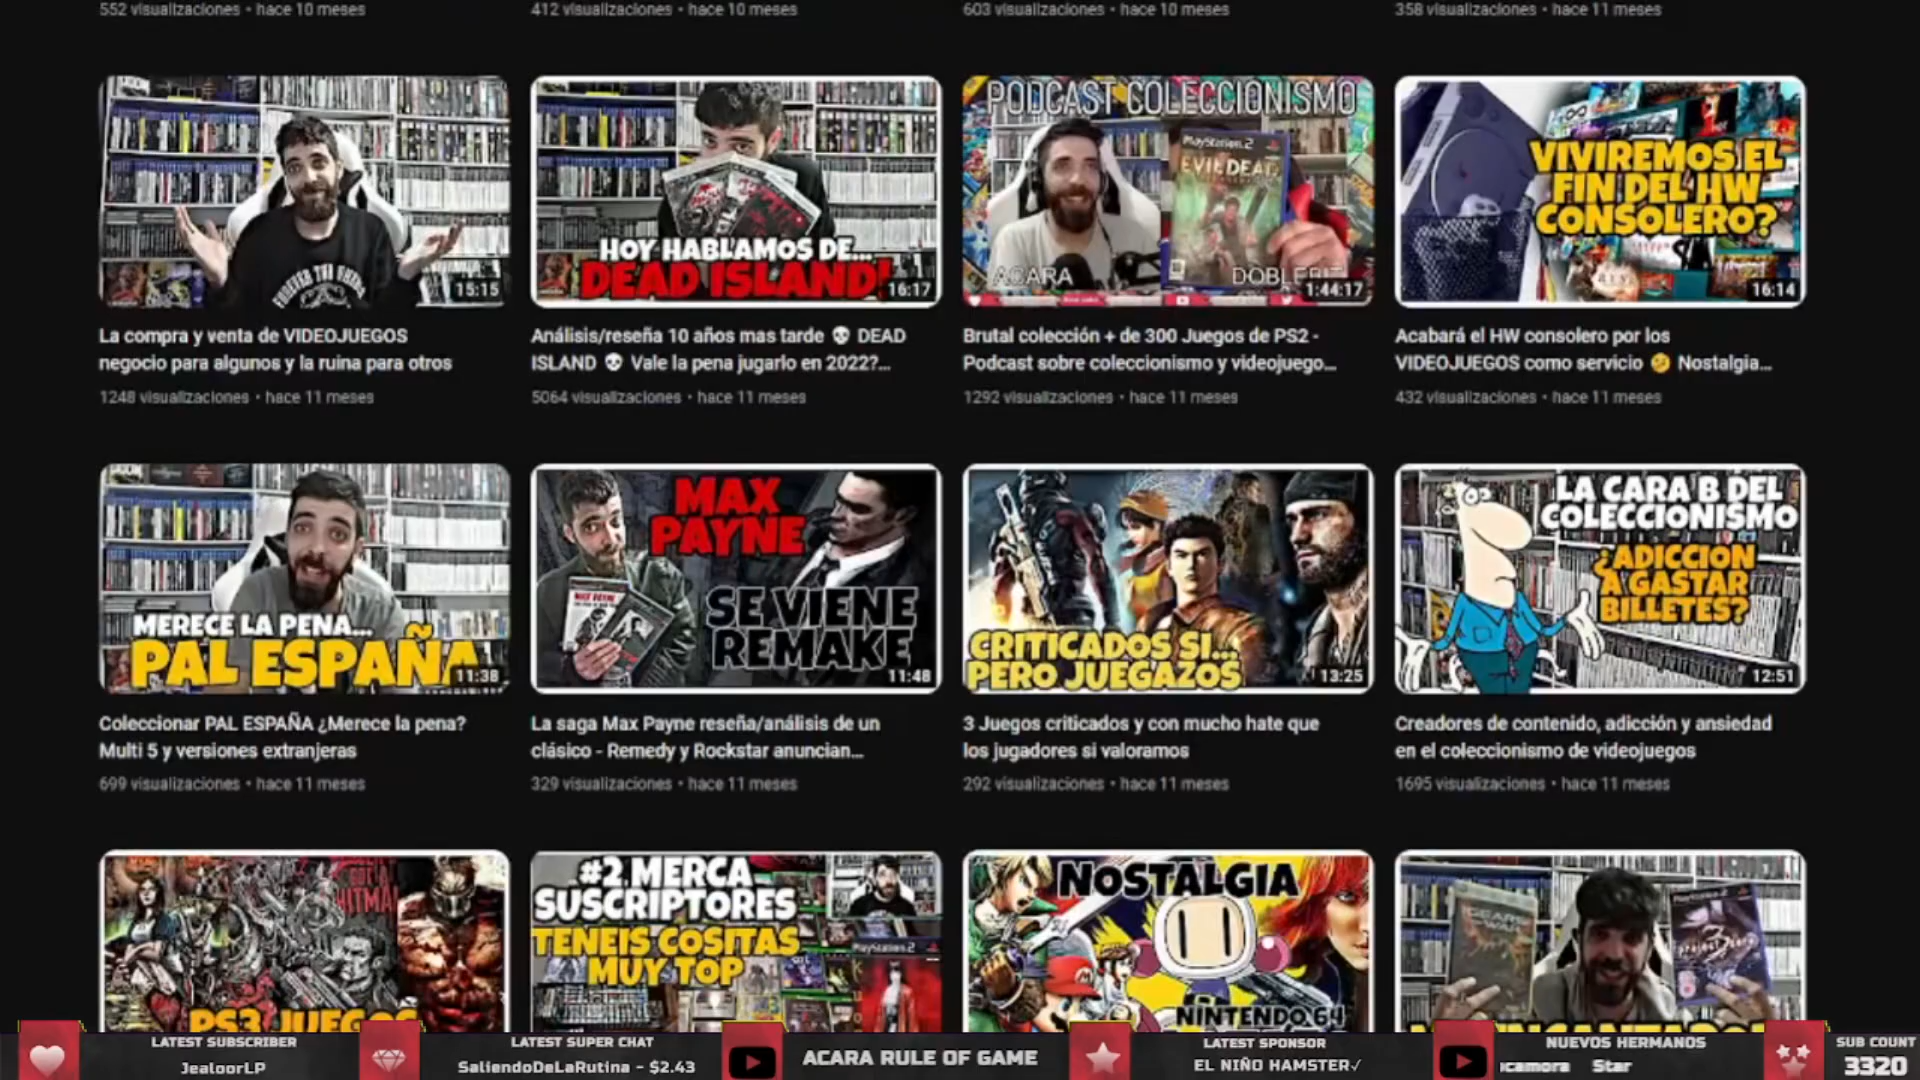 552 visualizaciones • hace 10 meses
412 visualizaciones • hace 10 meses
603 visualizaciones • hace 10 meses
358 visualizaciones • hace 11 meses
15:15
HOY HABLAMOS DE...
DEAD ISLAND!
16:17
PODCAST COLECCIONISMO
PlayStation.2
EVIL DEAD
ACARA
DOBLEBIT
1:44:17
VIVIREMOS EL
FIN DEL HW
CONSOLERO?
16:14
La compra y venta de VIDEOJUEGOS
negocio para algunos y la ruina para otros
1248 visualizaciones • hace 11 meses
Análisis/reseña 10 años mas tarde 💀 DEAD
ISLAND 💀 Vale la pena jugarlo en 2022?...
5064 visualizaciones • hace 11 meses
Brutal colección + de 300 Juegos de PS2 -
Podcast sobre coleccionismo y videojuego...
1292 visualizaciones • hace 11 meses
Acabará el HW consolero por los
VIDEOJUEGOS como servicio 🤔 Nostalgia...
432 visualizaciones • hace 11 meses
MERECE LA PENA...
PAL ESPAÑA
11:38
MAX
PAYNE
SE VIENE
REMAKE
11:48
CRITICADOS SI...
PERO JUEGAZOS
13:25
LA CARA B DEL
COLECCIONISMO
¿ADICCION
A GASTAR
BILLETES?
12:51
Coleccionar PAL ESPAÑA ¿Merece la pena?
Multi 5 y versiones extranjeras
699 visualizaciones • hace 11 meses
La saga Max Payne reseña/análisis de un
clásico - Remedy y Rockstar anuncian...
329 visualizaciones • hace 11 meses
3 Juegos criticados y con mucho hate que
los jugadores si valoramos
292 visualizaciones • hace 11 meses
Creadores de contenido, adicción y ansiedad
en el coleccionismo de videojuegos
1695 visualizaciones • hace 11 meses
HITMAN
PS3 JUEGOS
#2 MERCA
SUSCRIPTORES
TENEIS COSITAS
MUY TOP
PlayStation.2
NOSTALGIA
NINTENDO 64
LATEST SUBSCRIBER
JealoorLP
LATEST SUPER CHAT
SaliendoDeLaRutina - $2.43
ACARA RULE OF GAME
LATEST SPONSOR
EL NIÑO HAMSTER✓
NUEVOS HERMANOS
icamora Star
SUB COUNT
3320